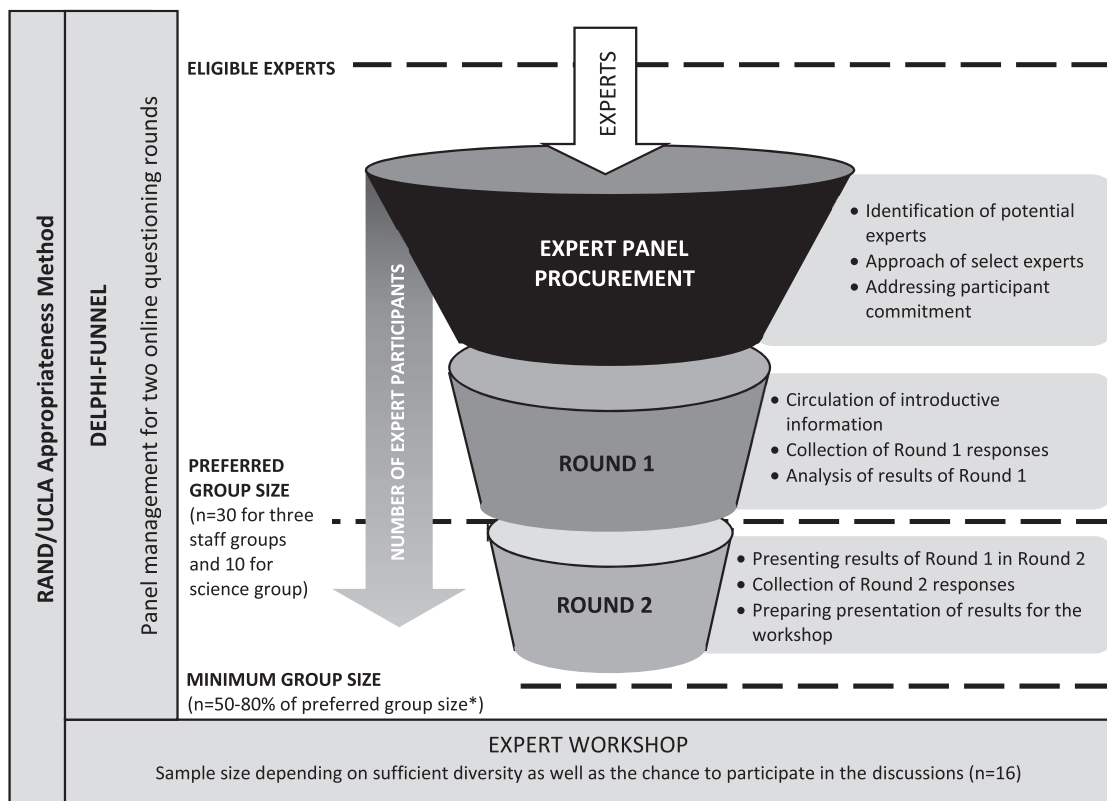 RAND/UCLA Appropriateness Method
DELPHI-FUNNEL
Panel management for two online questioning rounds
ELIGIBLE EXPERTS
EXPERTS
EXPERT PANEL
PROCUREMENT
• Identification of potential
experts
• Approach of select experts
• Addressing participant
commitment
NUMBER OF EXPERT PARTICIPANTS
ROUND 1
• Circulation of introductive
information
• Collection of Round 1 responses
• Analysis of results of Round 1
PREFERRED
GROUP SIZE
(n=30 for three
staff groups
and 10 for
science group)
ROUND 2
• Presenting results of Round 1 in Round 2
• Collection of Round 2 responses
• Preparing presentation of results for the
workshop
MINIMUM GROUP SIZE
(n=50-80% of preferred group size*)
EXPERT WORKSHOP
Sample size depending on sufficient diversity as well as the chance to participate in the discussions (n=16)